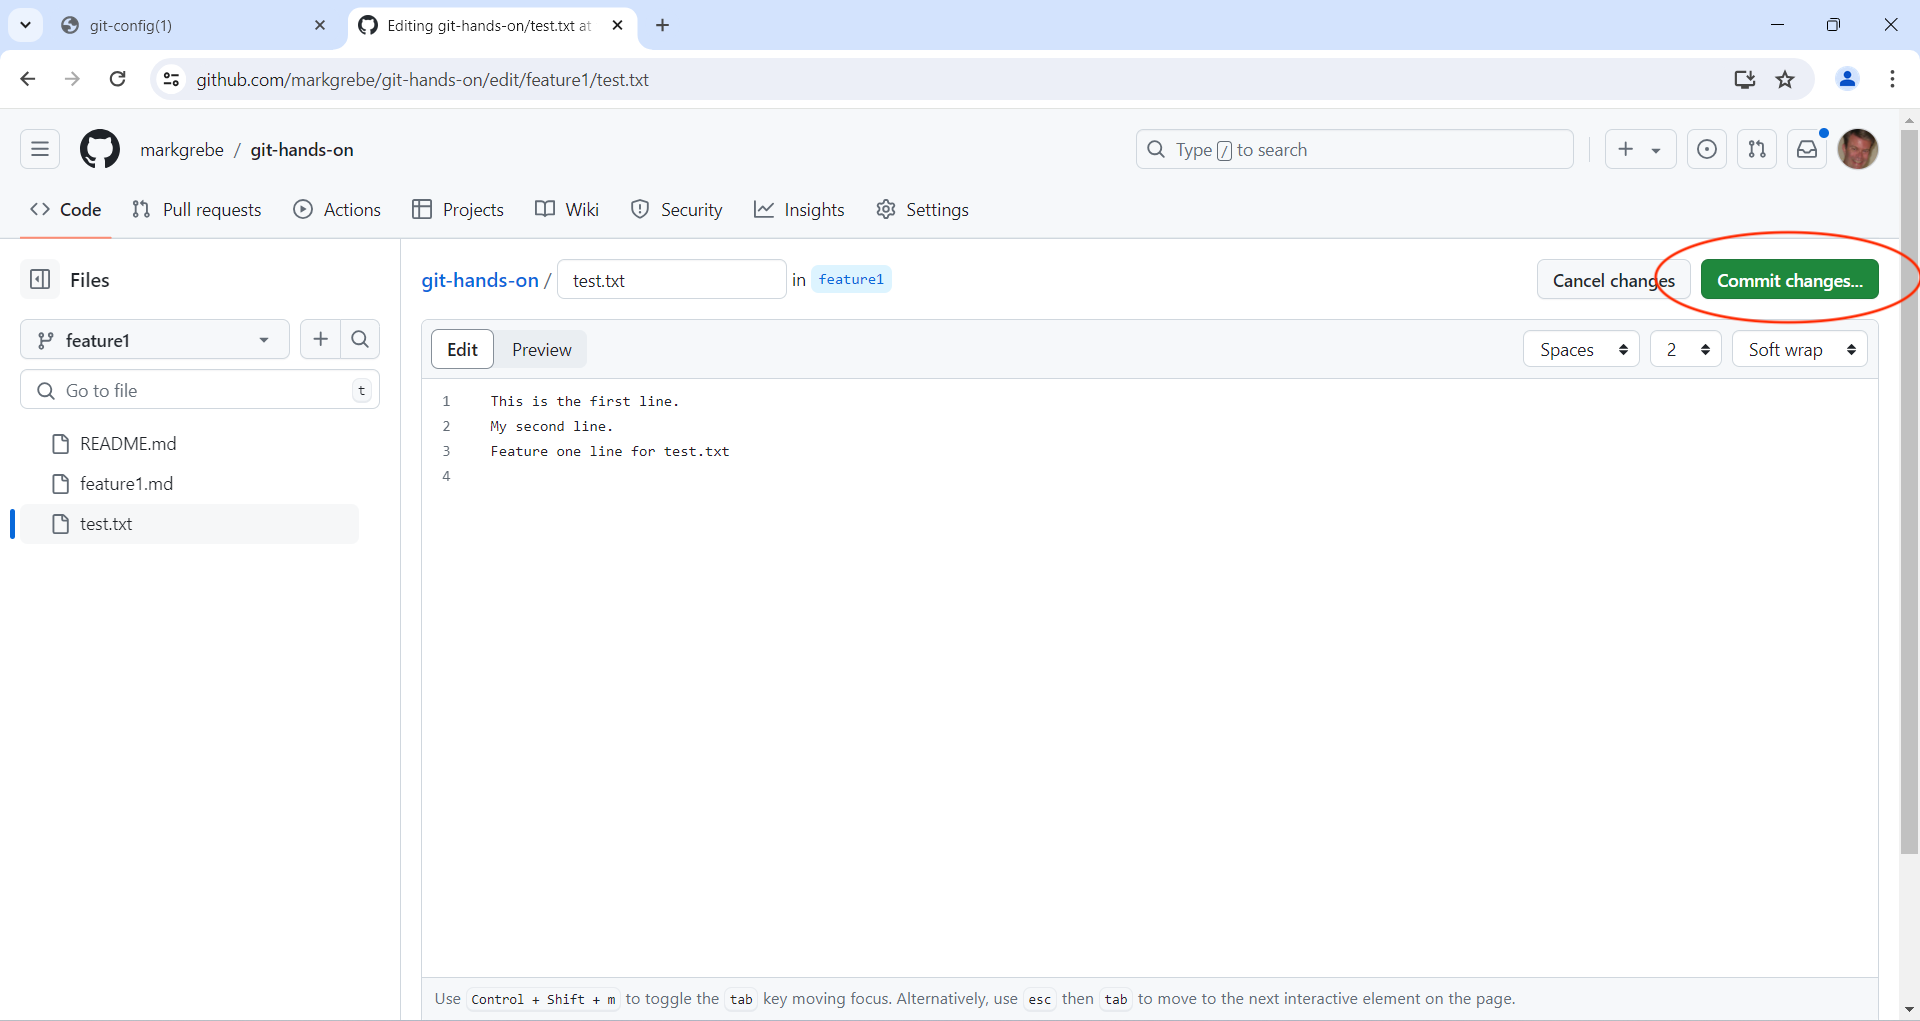 git-config(1)
Editing git-hands-on/test.txt at
github.com/markgrebe/git-hands-on/edit/feature1/test.txt
markgrebe / git-hands-on
Type / to search
Code Pull requests Actions Projects Wiki Security Insights Settings
Files
git-hands-on / test.txt in feature1
Cancel changes Commit changes...
feature1
Edit Preview Spaces 2 Soft wrap
Go to file t
1 This is the first line.
2 My second line.
3 Feature one line for test.txt
4
README.md
feature1.md
test.txt
Use Control + Shift + m to toggle the tab key moving focus. Alternatively, use esc then tab to move to the next interactive element on the page.